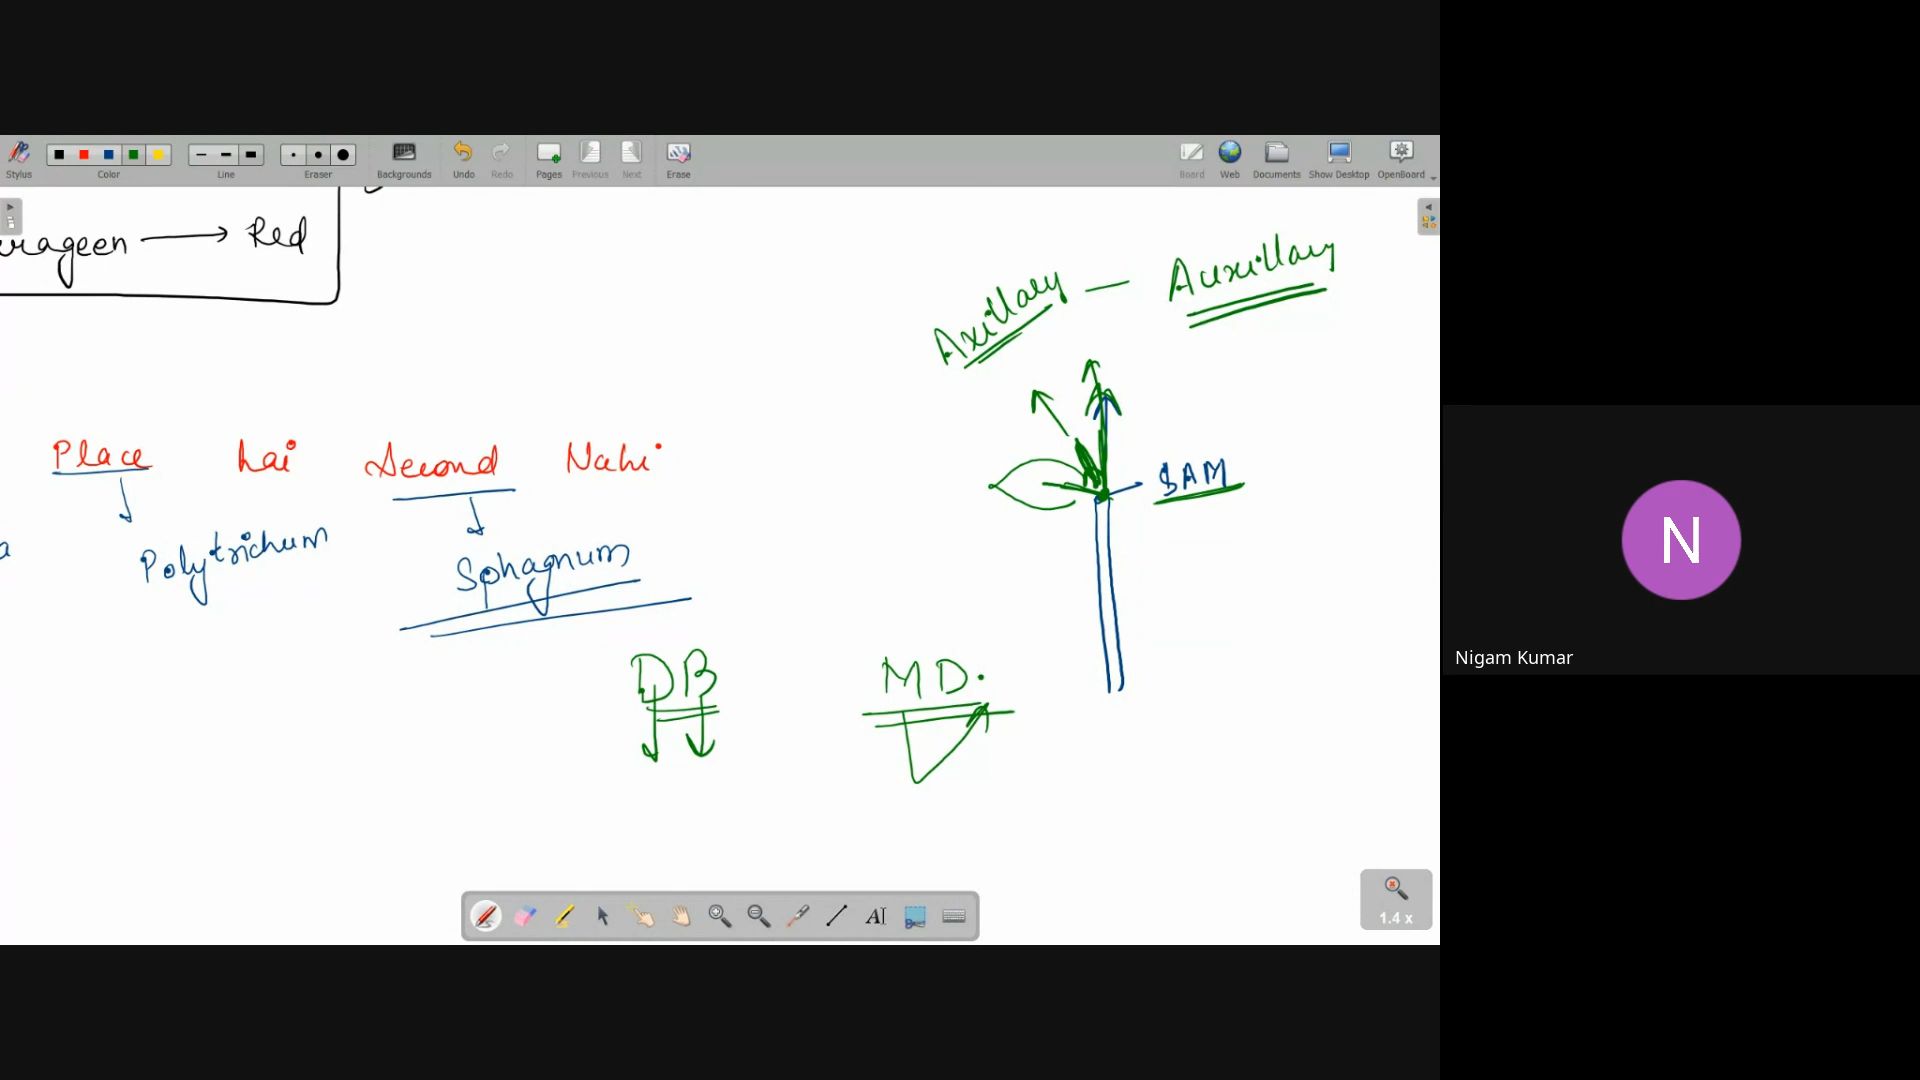 Stylus Color Line Eraser Backgrounds Undo Redo Pages Previous Next Erase Board Web Documents Show Desktop OpenBoard
rrageen → Red
Axillary — Auxillary
Place hai Second Nahi
SAM
a Polytrichum Sphagnum
DB MD.
N
Nigam Kumar
1.4 x